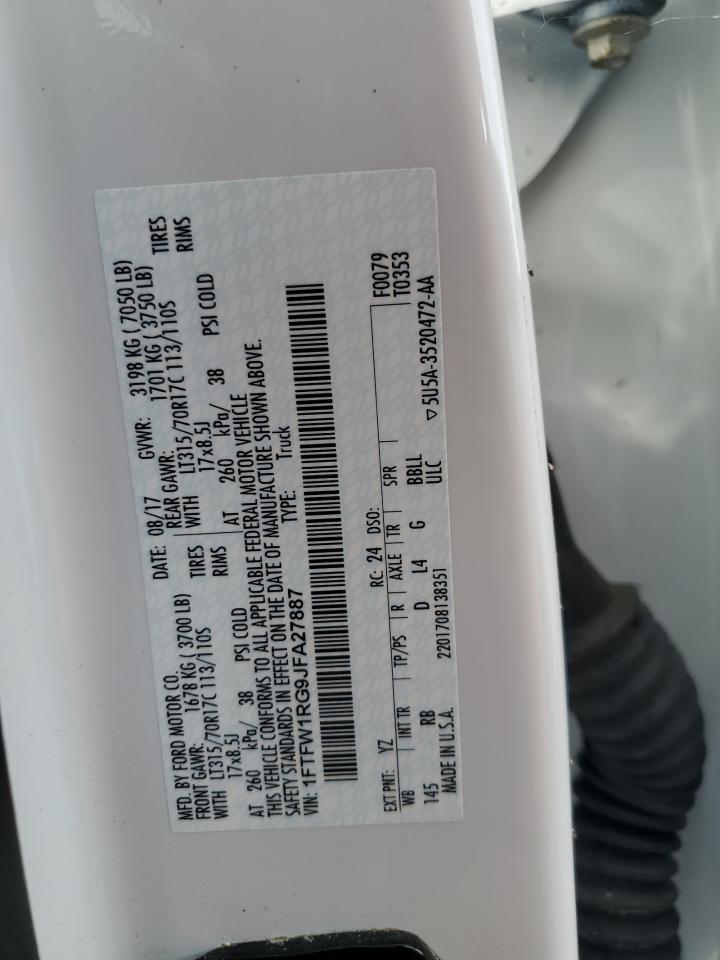 MFD. BY FORD MOTOR CO.
DATE: 08/17 GVWR: 3198 KG ( 7050 LB)
FRONT GAWR: 1678 KG ( 3700 LB)
REAR GAWR: 1701 KG ( 3750 LB)
WITH LT315/70R17C 113/110S TIRES
WITH LT315/70R17C 113/110S TIRES
17x8.5J RIMS
17x8.5J RIMS
AT 260 kPa/ 38 PSI COLD
AT 260 kPa/ 38 PSI COLD
THIS VEHICLE CONFORMS TO ALL APPLICABLE FEDERAL MOTOR VEHICLE
SAFETY STANDARDS IN EFFECT ON THE DATE OF MANUFACTURE SHOWN ABOVE.
VIN: 1FTFW1RG9JFA27887 TYPE: Truck
EXT PNT: YZ RC: 24 DSO: F0079
WB INT TR TP/PS R AXLE TR SPR T0353
145 RB D L4 G BBLL
MADE IN U.S.A. 2201708138351 ULC ▽5U5A-3520472-AA